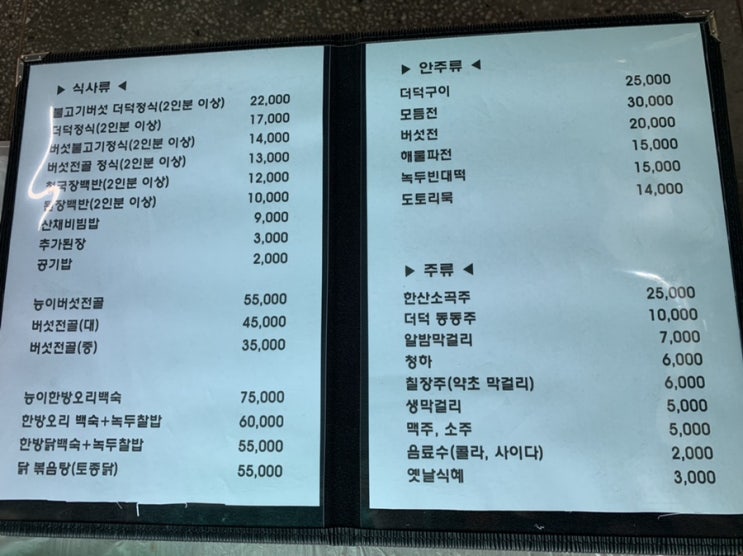 ▶ 식사류 ◀
불고기버섯 더덕정식(2인분 이상) 22,000
더덕정식(2인분 이상) 17,000
버섯불고기정식(2인분 이상) 14,000
버섯전골 정식(2인분 이상) 13,000
청국장백반(2인분 이상) 12,000
된장백반(2인분 이상) 10,000
산채비빔밥 9,000
추가된장 3,000
공기밥 2,000
능이버섯전골 55,000
버섯전골(대) 45,000
버섯전골(중) 35,000
능이한방오리백숙 75,000
한방오리 백숙+녹두찰밥 60,000
한방닭백숙+녹두찰밥 55,000
닭 볶음탕(토종닭) 55,000
▶ 안주류 ◀
더덕구이 25,000
모듬전 30,000
버섯전 20,000
해물파전 15,000
녹두빈대떡 15,000
도토리묵 14,000
▶ 주류 ◀
한산소곡주 25,000
더덕 동동주 10,000
알밤막걸리 7,000
청하 6,000
칠장주(약초 막걸리) 6,000
생막걸리 5,000
맥주, 소주 5,000
음료수(콜라, 사이다) 2,000
옛날식혜 3,000